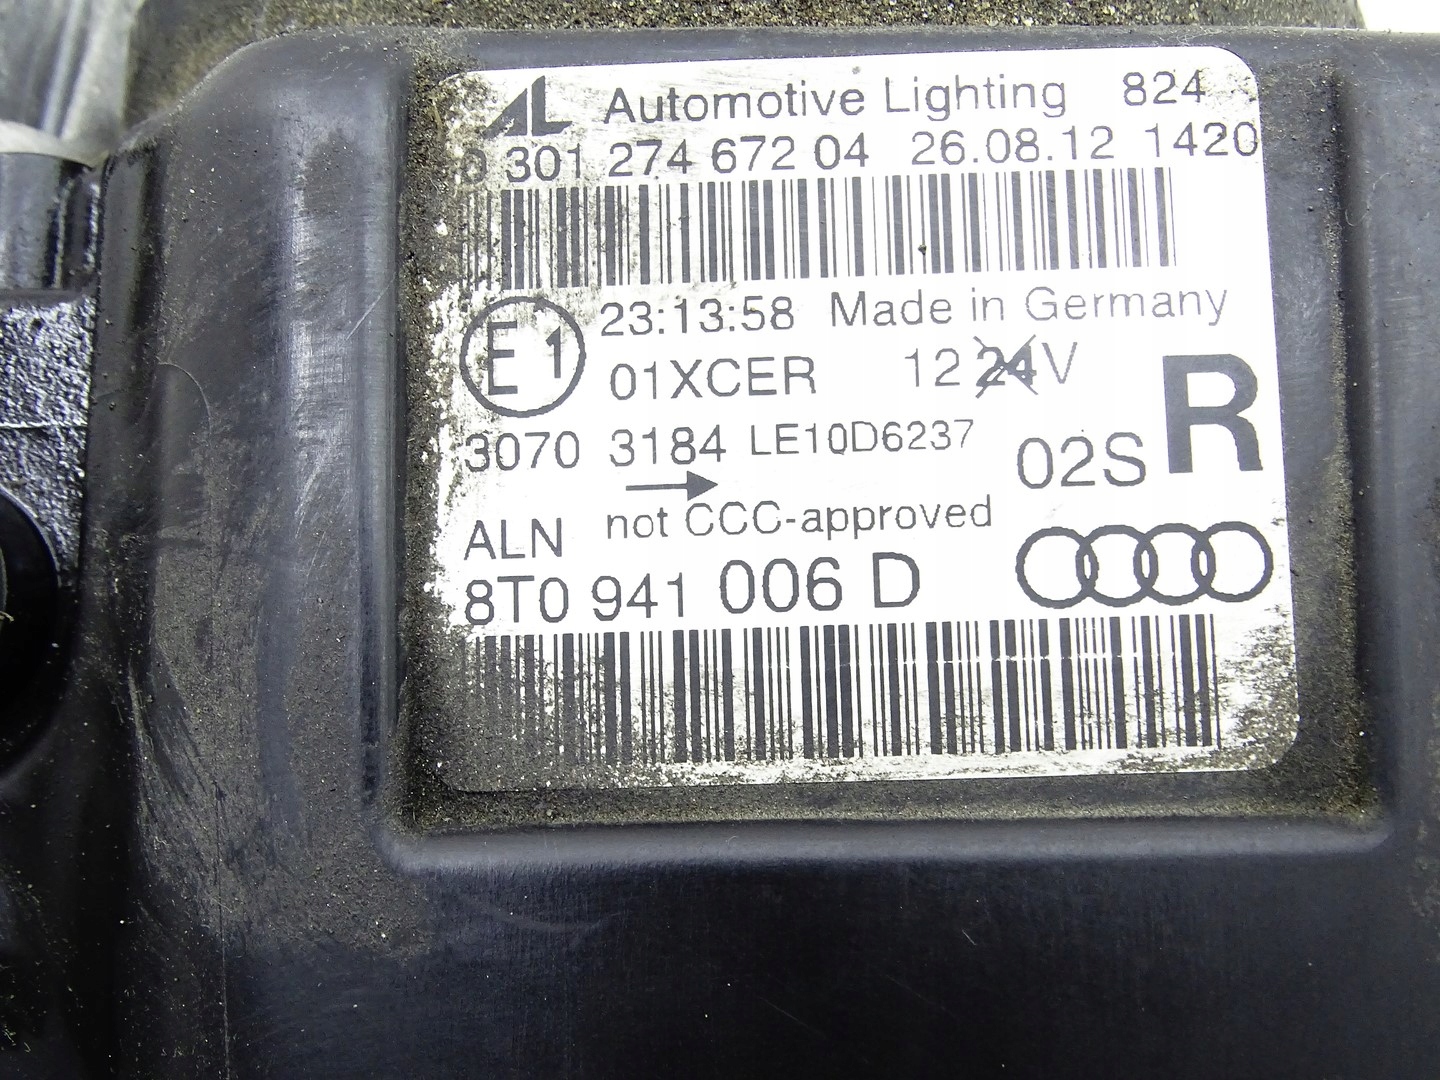 AL Automotive Lighting 824
0 301 274 672 04 26.08.12 1420
E1 23:13:58 Made in Germany
01XCER 12 24V R
3070 3184 LE10D6237 02S
→
ALN not CCC-approved
8T0 941 006 D